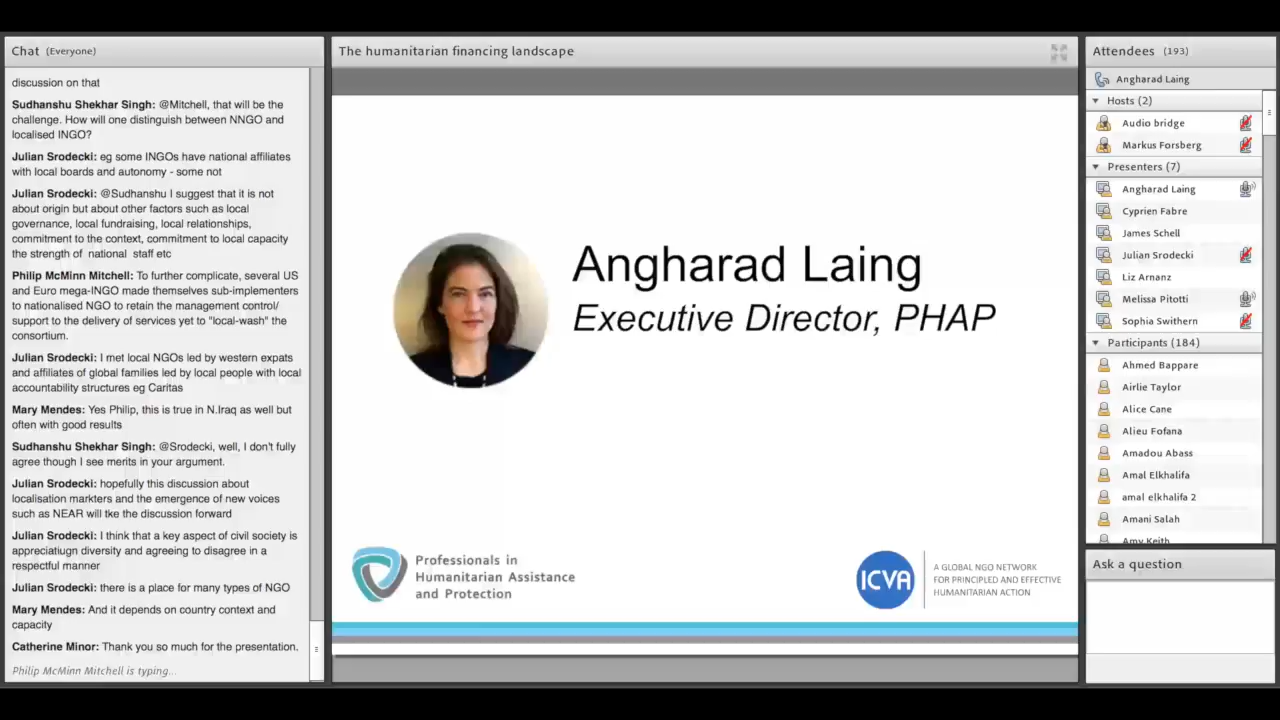 Chat (Everyone)
discussion on that
Sudhanshu Shekhar Singh: @Mitchell, that will be the
challenge. How will one distinguish between NNGO and
localised INGO?
Julian Srodecki: eg some INGOs have national affiliates
with local boards and autonomy - some not
Julian Srodecki: @Sudhanshu I suggest that it is not
about origin but about other factors such as local
governance, local fundraising, local relationships,
commitment to the context, commitment to local capacity
the strength of national staff etc
Philip McMinn Mitchell: To further complicate, several US
and Euro mega-INGO made themselves sub-implementers
to nationalised NGO to retain the management control/
support to the delivery of services yet to "local-wash" the
consortium.
Julian Srodecki: I met local NGOs led by western expats
and affiliates of global families led by local people with local
accountability structures eg Caritas
Mary Mendes: Yes Philip, this is true in N.Iraq as well but
often with good results
Sudhanshu Shekhar Singh: @Srodecki, well, I don't fully
agree though I see merits in your argument.
Julian Srodecki: hopefully this discussion about
localisation markters and the emergence of new voices
such as NEAR will tke the discussion forward
Julian Srodecki: I think that a key aspect of civil society is
appreciatiugn diversity and agreeing to disagree in a
respectful manner
Julian Srodecki: there is a place for many types of NGO
Mary Mendes: And it depends on country context and
capacity
Catherine Minor: Thank you so much for the presentation.
Philip McMinn Mitchell is typing...
The humanitarian financing landscape
Angharad Laing
Executive Director, PHAP
Professionals in
Humanitarian Assistance
and Protection
ICVA
A GLOBAL NGO NETWORK
FOR PRINCIPLED AND EFFECTIVE
HUMANITARIAN ACTION
Attendees (193)
Angharad Laing
Hosts (2)
Audio bridge
Markus Forsberg
Presenters (7)
Angharad Laing
Cyprien Fabre
James Schell
Julian Srodecki
Liz Arnanz
Melissa Pitotti
Sophia Swithern
Participants (184)
Ahmed Bappare
Airlie Taylor
Alice Cane
Alieu Fofana
Amadou Abass
Amal Elkhalifa
amal elkhalifa 2
Amani Salah
Amy Keith
Ask a question